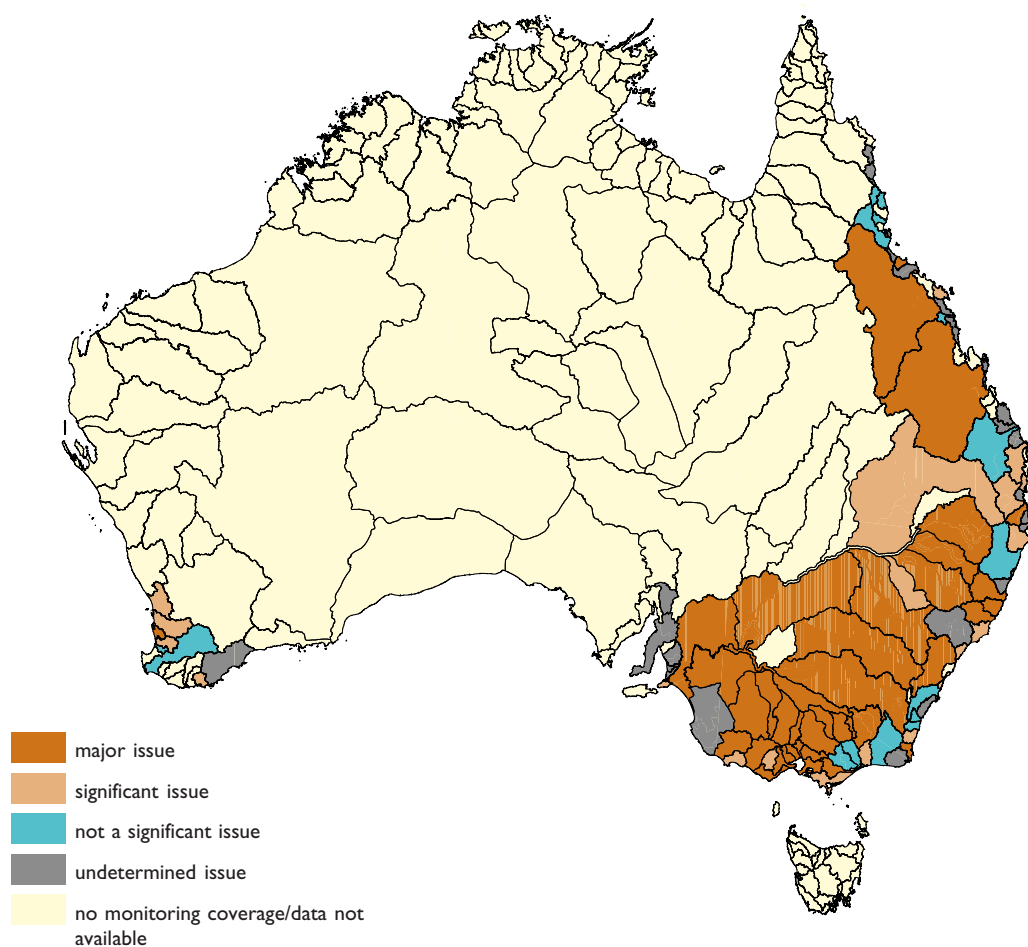 major issue
significant issue
not a significant issue
undetermined issue
no monitoring coverage/data not
available